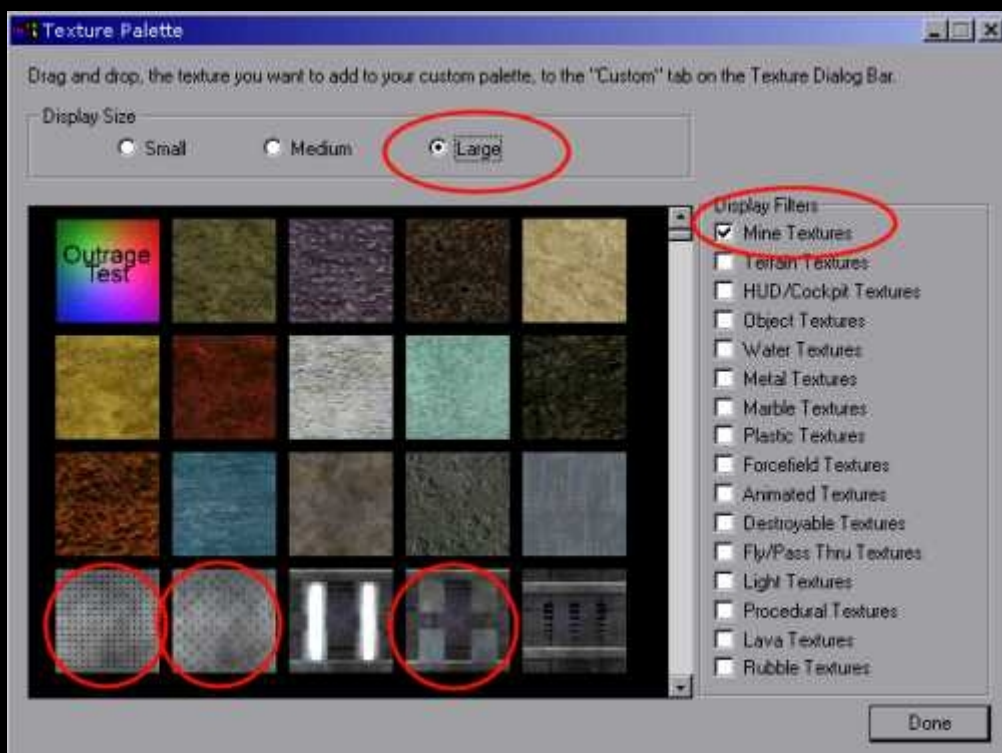 Texture Palette
Drag and drop, the texture you want to add to your custom palette, to the "Custom" tab on the Texture Dialog Bar.
Display Size
Small Medium Large
Display Filters
Mine Textures
Terrain Textures
HUD/Cockpit Textures
Object Textures
Water Textures
Metal Textures
Marble Textures
Plastic Textures
Forcefield Textures
Animated Textures
Destroyable Textures
Fly/Pass Thru Textures
Light Textures
Procedural Textures
Lava Textures
Rubble Textures
Outrage
Test
Done